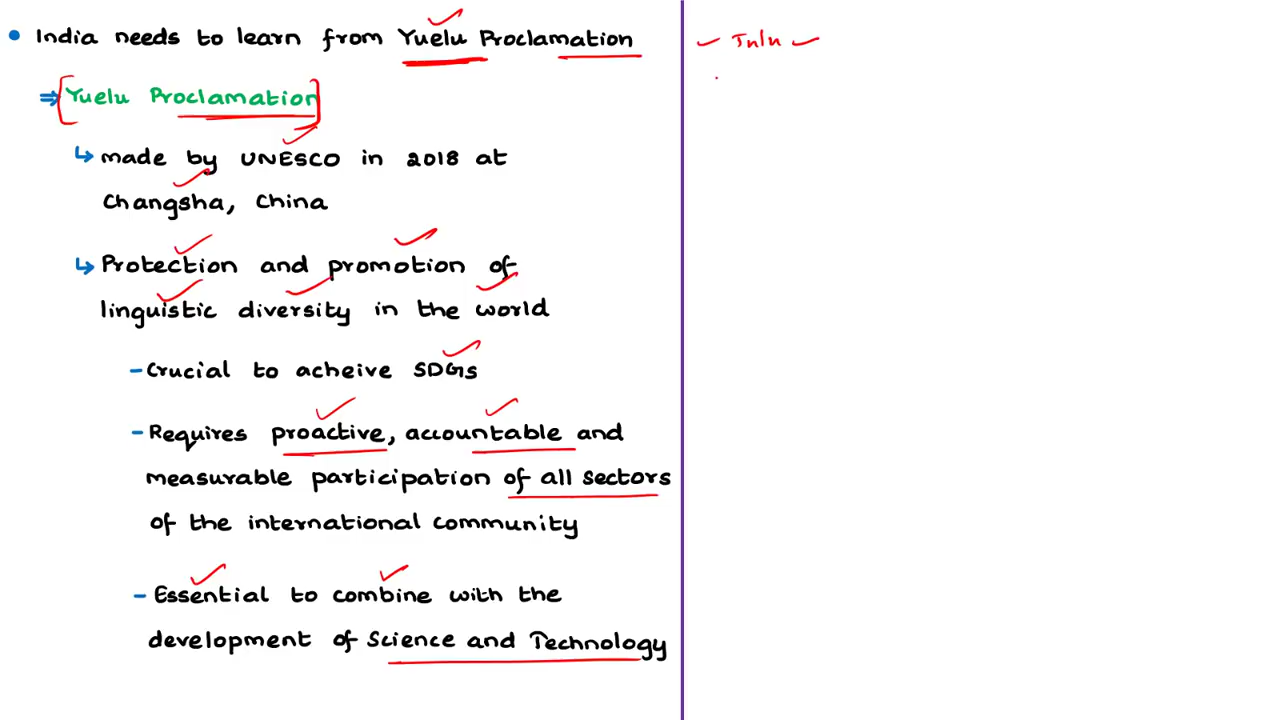 India needs to learn from Yuelu Proclamation
Yuelu Proclamation
made by UNESCO in 2018 at
Changsha, China
Protection and promotion of
linguistic diversity in the world
- Crucial to acheive SDGs
- Requires proactive, accountable and
measurable participation of all sectors
of the international community
- Essential to combine with the
development of Science and Technology
Tulu